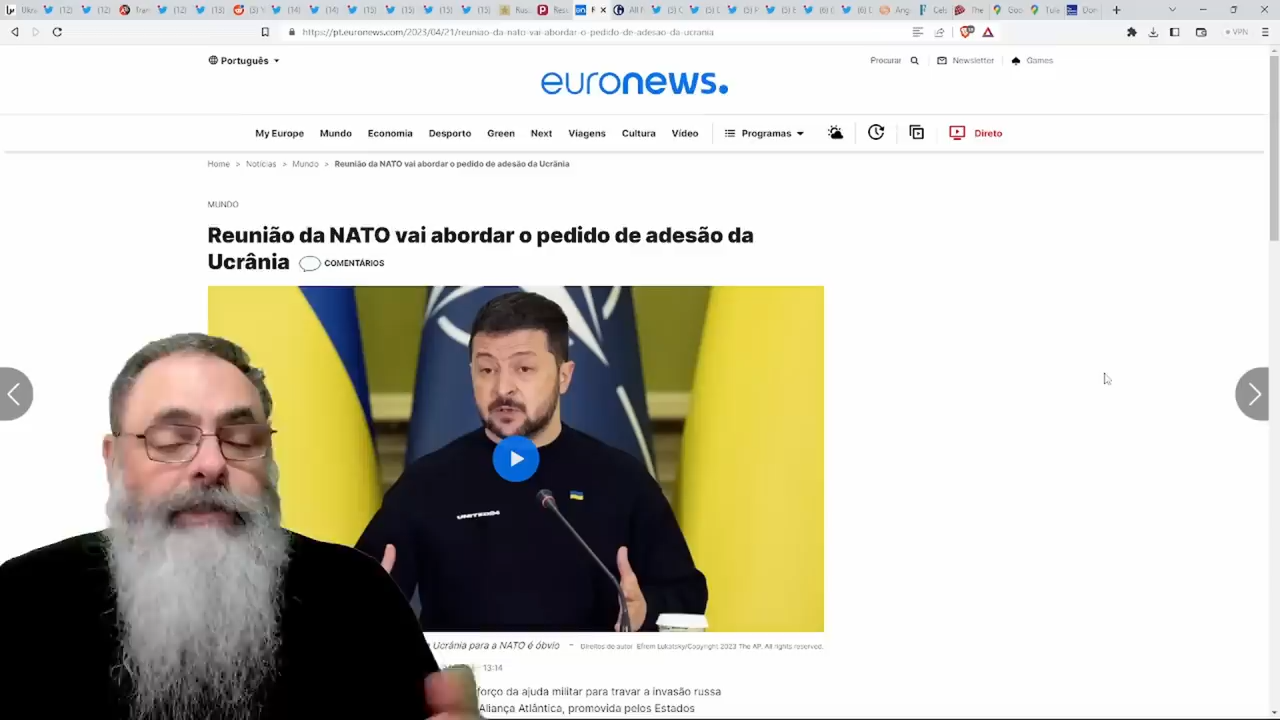 https://pt.euronews.com/2023/04/21/reuniao-da-nato-vai-abordar-o-pedido-de-adesao-da-ucrania
VPN
Português
Procurar
Newsletter
Games
euronews.
My Europe
Mundo
Economia
Desporto
Green
Next
Viagens
Cultura
Vídeo
Programas
Direto
Home > Notícias > Mundo > Reunião da NATO vai abordar o pedido de adesão da Ucrânia
MUNDO
Reunião da NATO vai abordar o pedido de adesão da
Ucrânia COMENTÁRIOS
UNITED24
Ucrânia para a NATO é óbvio - Direitos de autor Efrem Lukatsky/Copyright 2023 The AP. All rights reserved.
13:14
forço da ajuda militar para travar a invasão russa
Aliança Atlântica, promovida pelos Estados